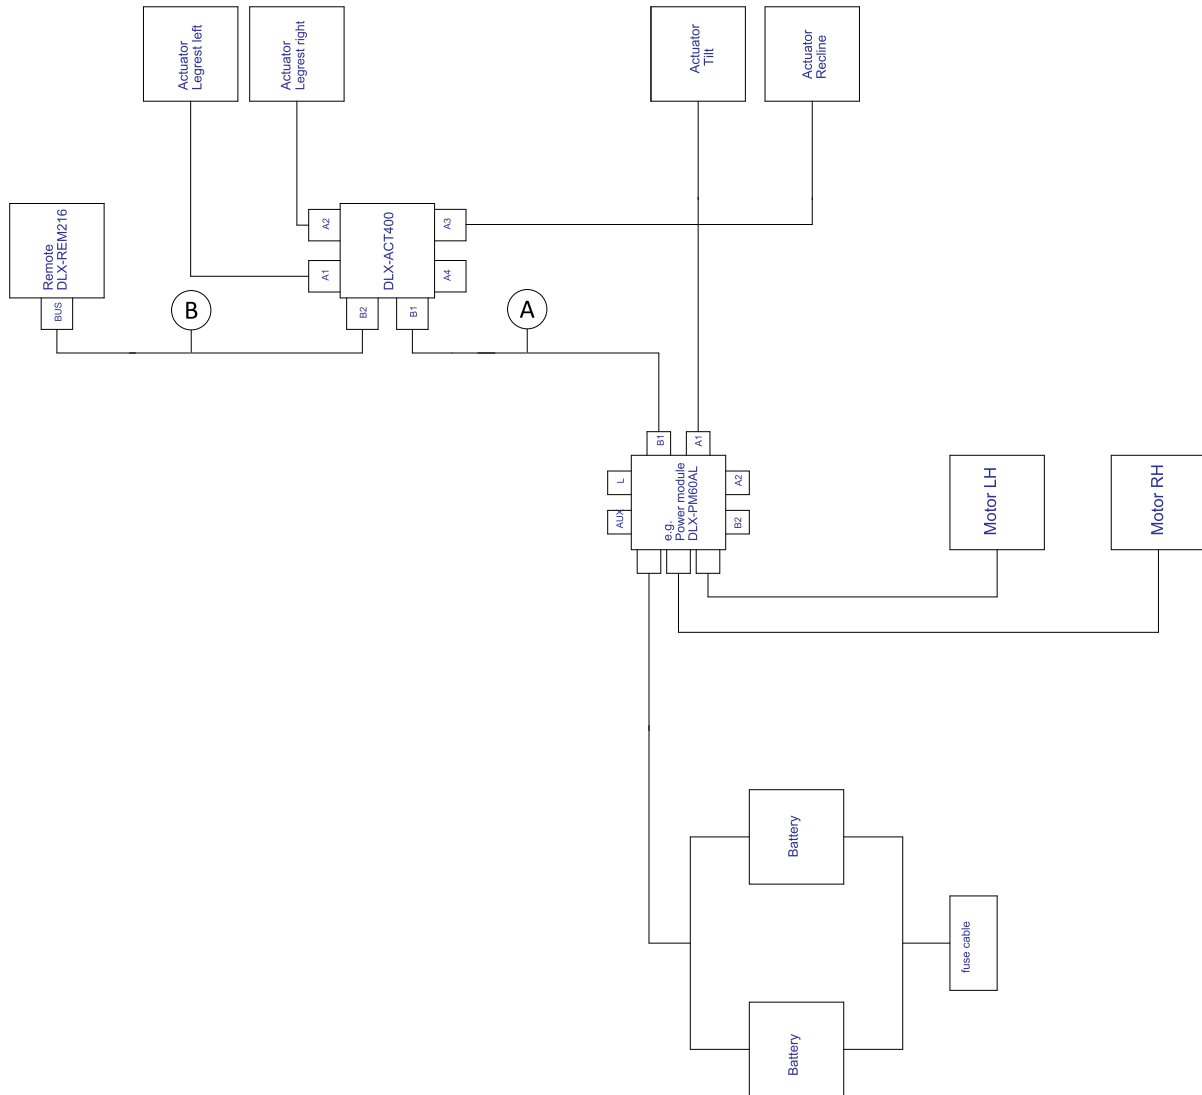 Actuator
Legrest left
Actuator
Legrest right
Actuator
Tilt
Actuator
Recline
Remote
DLX-REM216
BUS
A2
A1
DLX-ACT400
A3
A4
B2
B1
B
A
B1
A1
L
AUX
e.g.
Power module
DLX-PM60AL
A2
B2
Motor LH
Motor RH
Battery
fuse cable
Battery